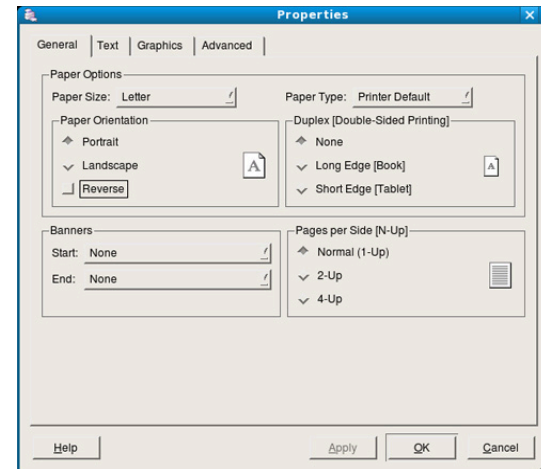 Properties
General Text Graphics Advanced
Paper Options
Paper Size: Letter
Paper Type: Printer Default
Paper Orientation
Portrait
Landscape
Reverse
A
Duplex [Double-Sided Printing]
None
Long Edge [Book]
Short Edge [Tablet]
A
Banners
Start: None
End: None
Pages per Side [N-Up]
Normal (1-Up)
2-Up
4-Up
Help Apply OK Cancel